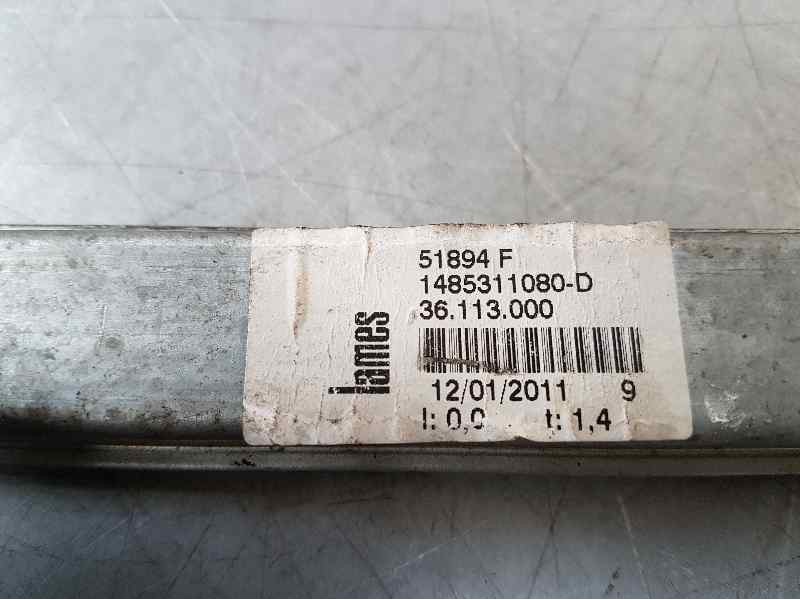 lames
51894 F
1485311080-D
36.113.000
12/01/2011 9
I: 0,0 t: 1,4